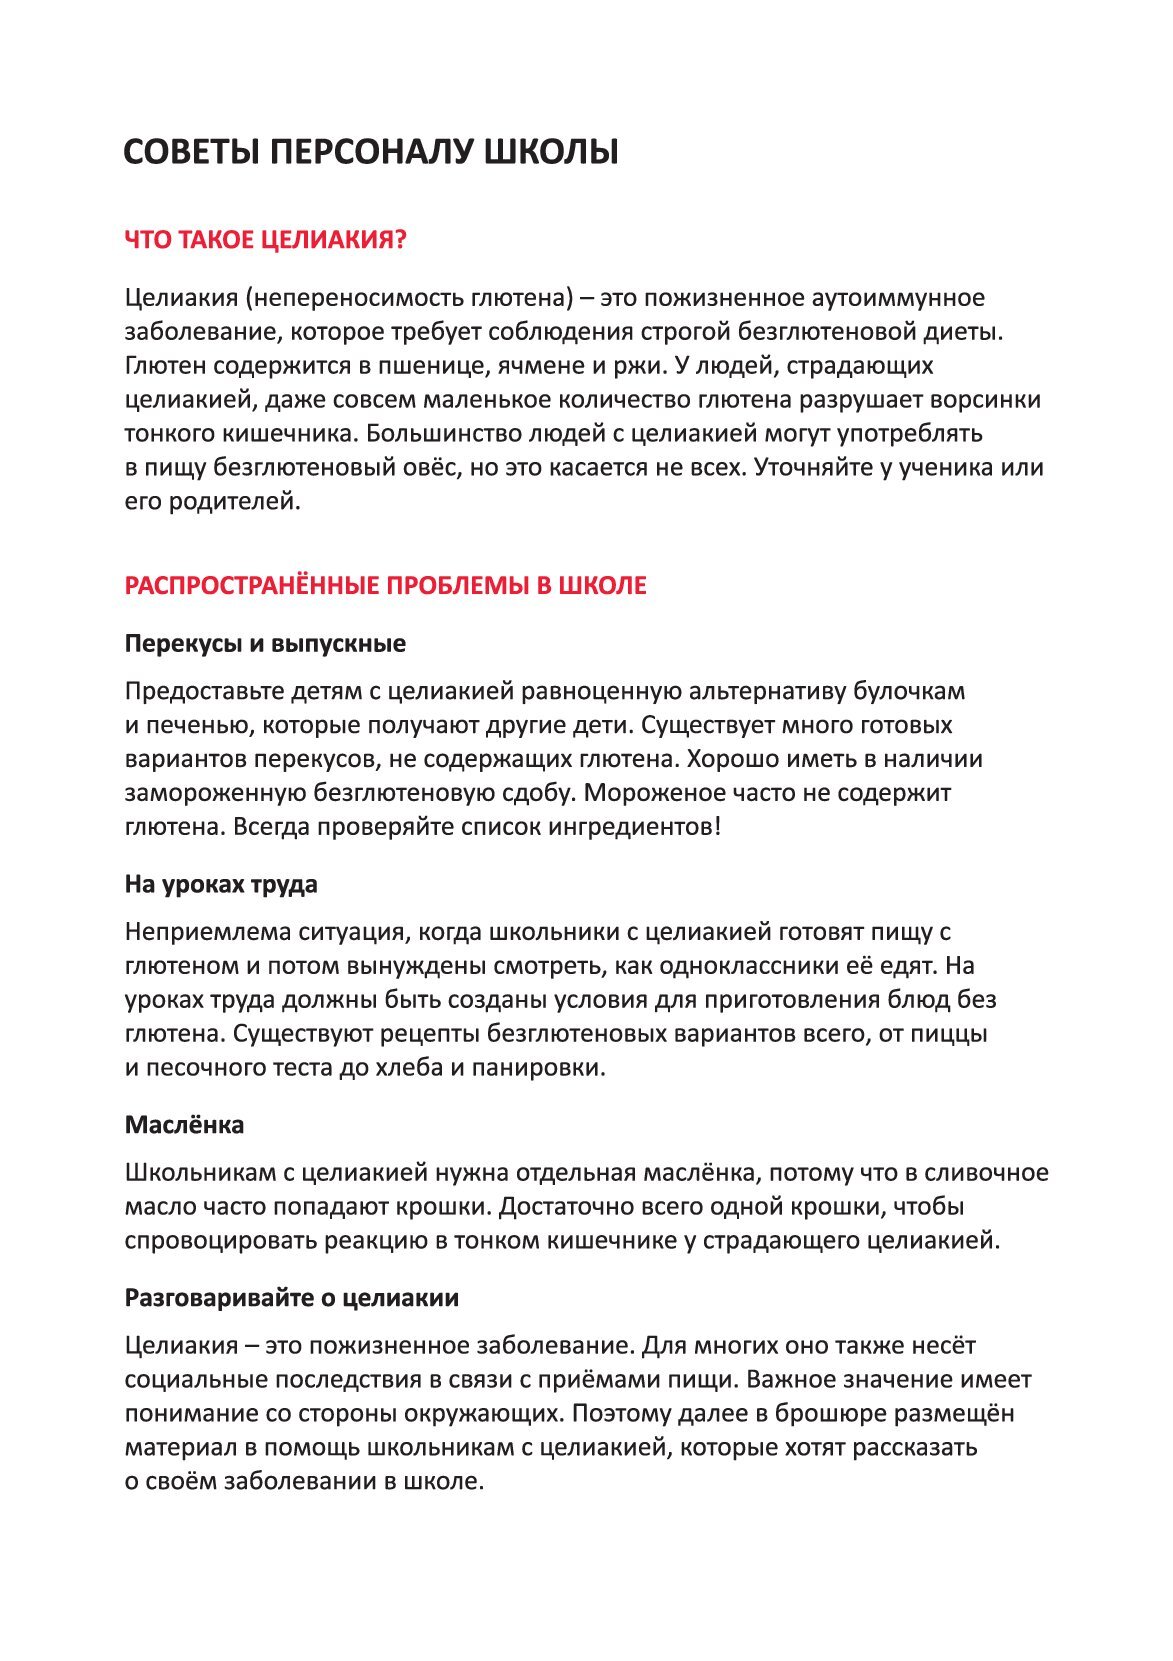 СОВЕТЫ ПЕРСОНАЛУ ШКОЛЫ
ЧТО ТАКОЕ ЦЕЛИАКИЯ?
Целиакия (непереносимость глютена) – это пожизненное аутоиммунное
заболевание, которое требует соблюдения строгой безглютеновой диеты.
Глютен содержится в пшенице, ячмене и ржи. У людей, страдающих
целиакией, даже совсем маленькое количество глютена разрушает ворсинки
тонкого кишечника. Большинство людей с целиакией могут употреблять
в пищу безглютеновый овёс, но это касается не всех. Уточняйте у ученика или
его родителей.
РАСПРОСТРАНЁННЫЕ ПРОБЛЕМЫ В ШКОЛЕ
Перекусы и выпускные
Предоставьте детям с целиакией равноценную альтернативу булочкам
и печенью, которые получают другие дети. Существует много готовых
вариантов перекусов, не содержащих глютена. Хорошо иметь в наличии
замороженную безглютеновую сдобу. Мороженое часто не содержит
глютена. Всегда проверяйте список ингредиентов!
На уроках труда
Неприемлема ситуация, когда школьники с целиакией готовят пищу с
глютеном и потом вынуждены смотреть, как одноклассники её едят. На
уроках труда должны быть созданы условия для приготовления блюд без
глютена. Существуют рецепты безглютеновых вариантов всего, от пиццы
и песочного теста до хлеба и панировки.
Маслёнка
Школьникам с целиакией нужна отдельная маслёнка, потому что в сливочное
масло часто попадают крошки. Достаточно всего одной крошки, чтобы
спровоцировать реакцию в тонком кишечнике у страдающего целиакией.
Разговаривайте о целиакии
Целиакия – это пожизненное заболевание. Для многих оно также несёт
социальные последствия в связи с приёмами пищи. Важное значение имеет
понимание со стороны окружающих. Поэтому далее в брошюре размещён
материал в помощь школьникам с целиакией, которые хотят рассказать
о своём заболевании в школе.